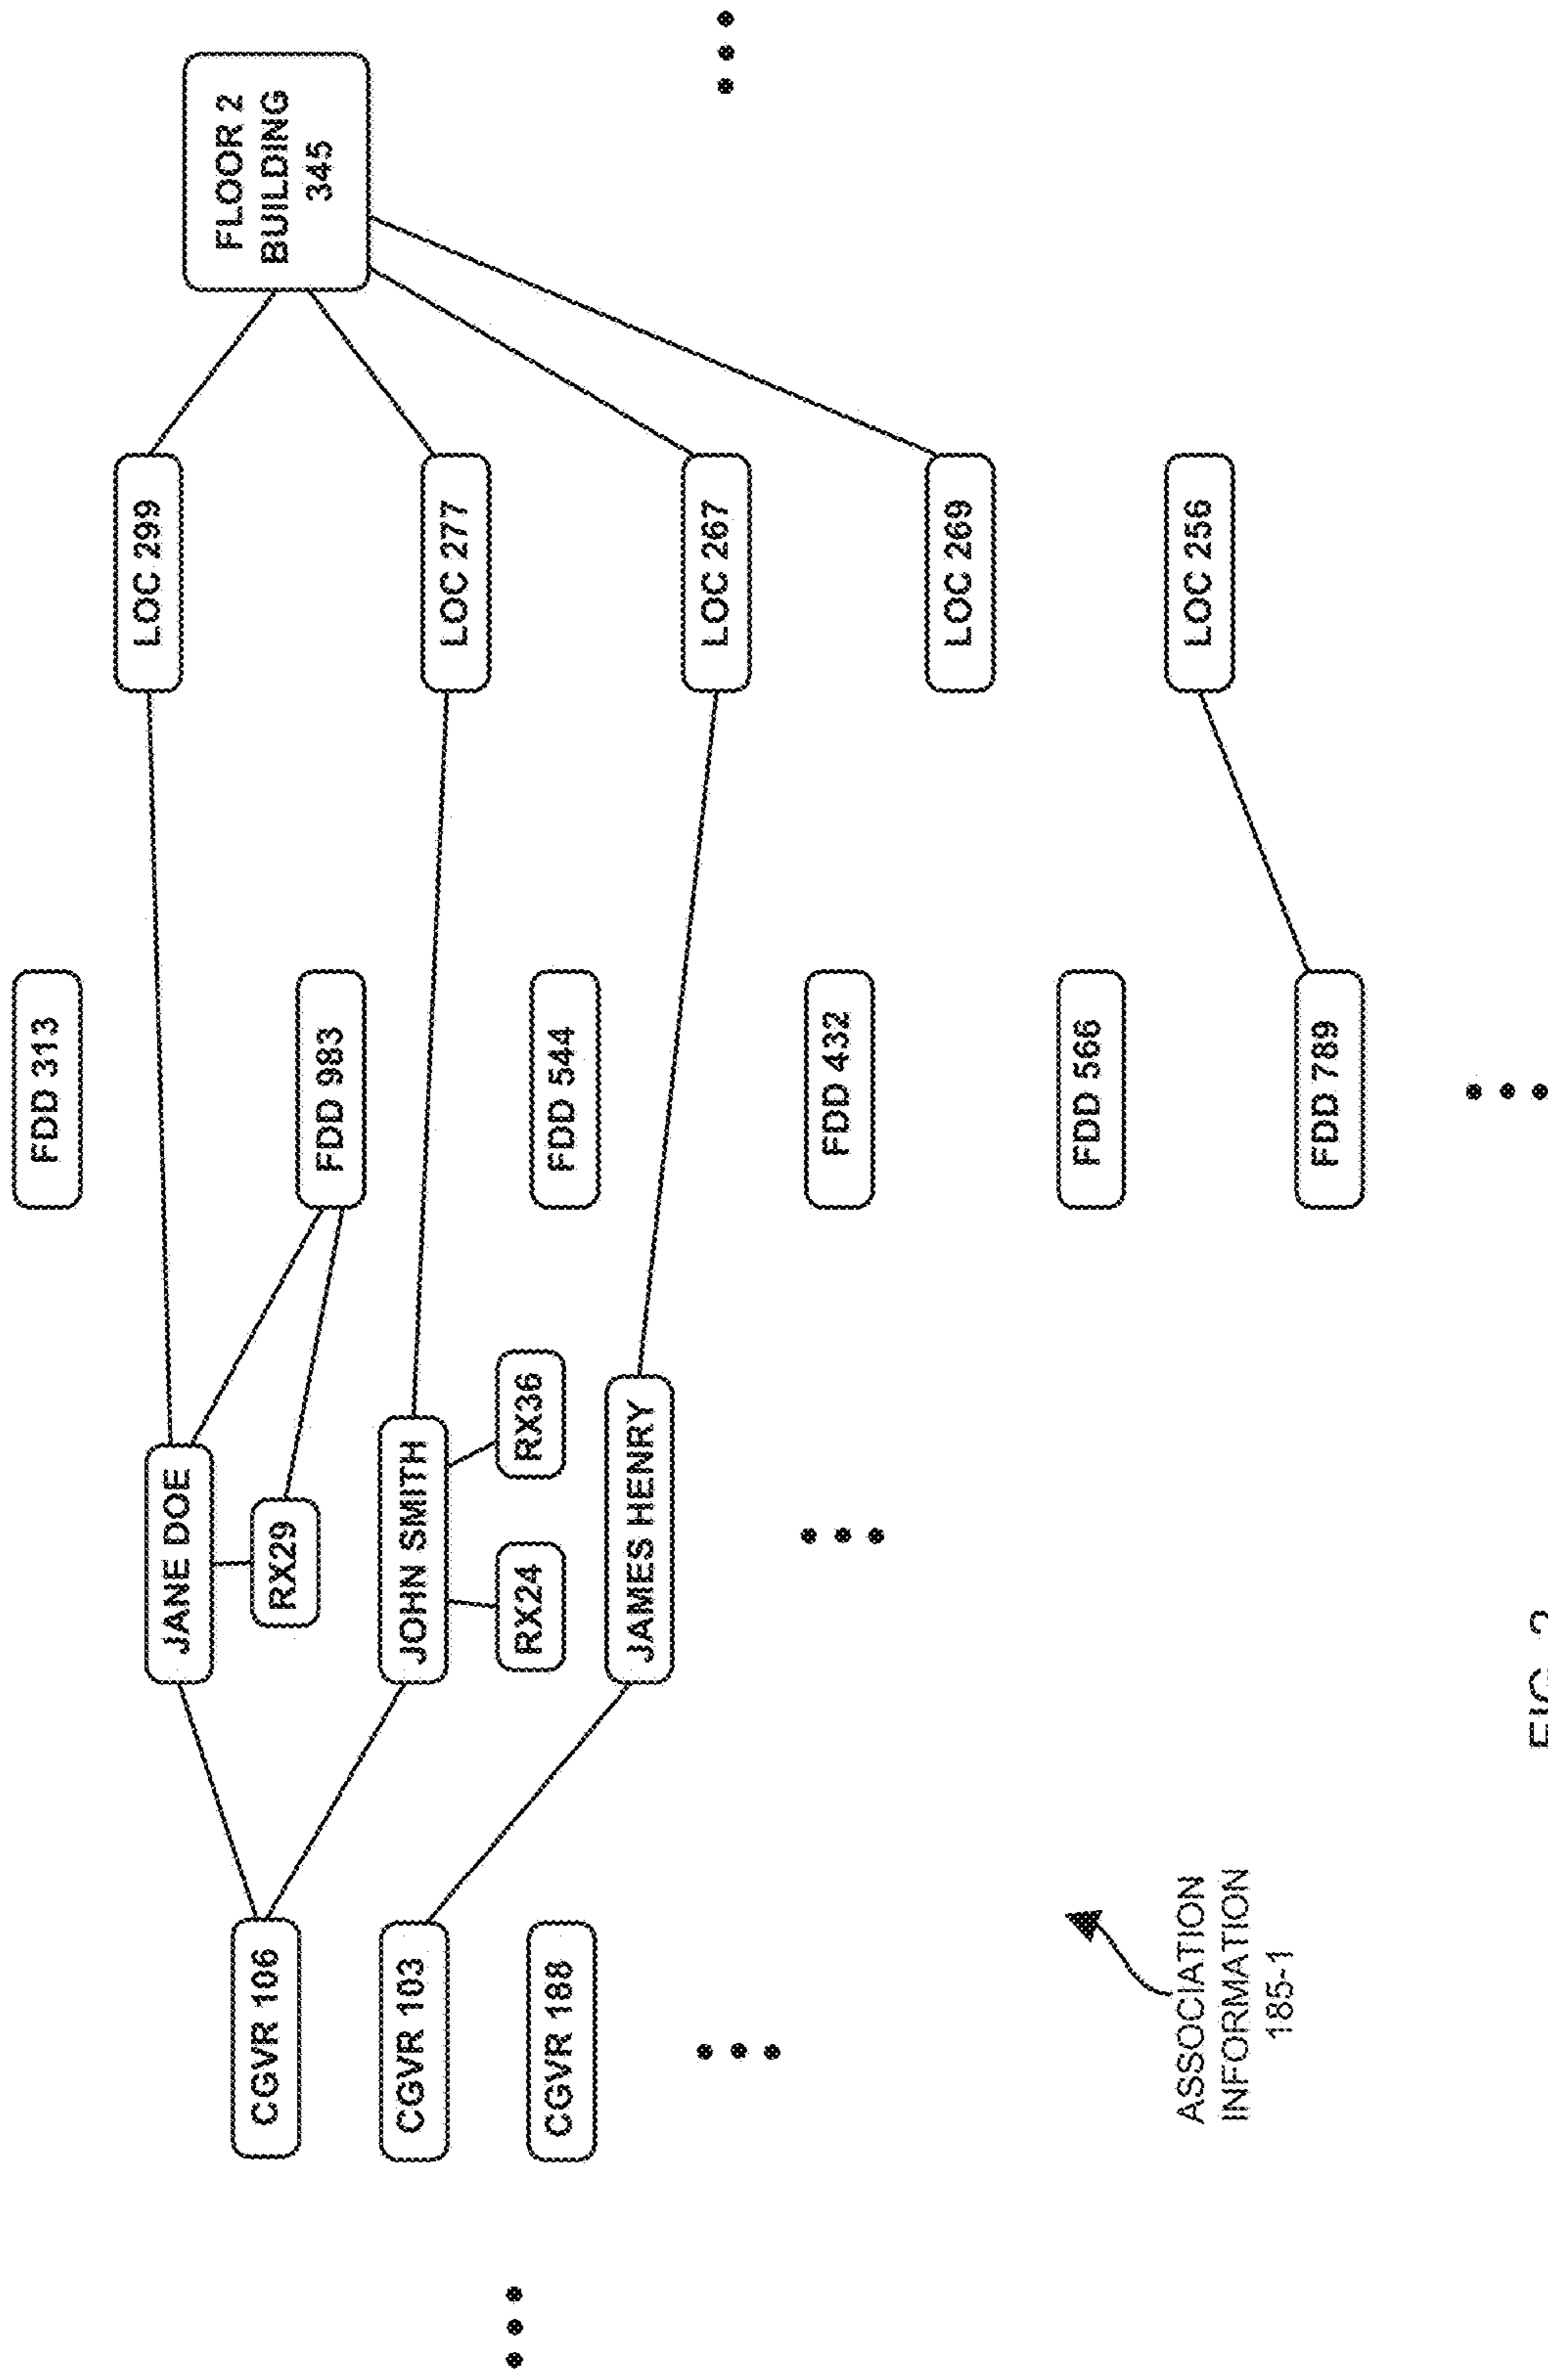 CGVR 106
CGVR 103
CGVR 188
JANE DOE
RX29
JOHN SMITH
RX24
RX36
JAMES HENRY
FDD 313
FDD 983
FDD 544
FDD 432
FDD 566
FDD 789
LOC 299
LOC 277
LOC 267
LOC 269
LOC 256
FLOOR 2
BUILDING
345
ASSOCIATION
INFORMATION
185-1
FIG.